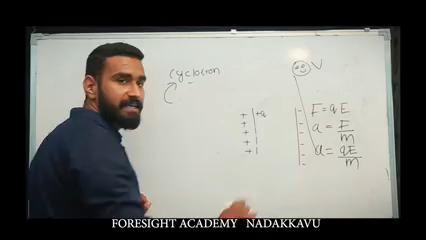 cyclotron
V
+ +q
+
+
+
+
F = qE
a = F/m
a = qE/m
FORESIGHT ACADEMY NADAKKAVU